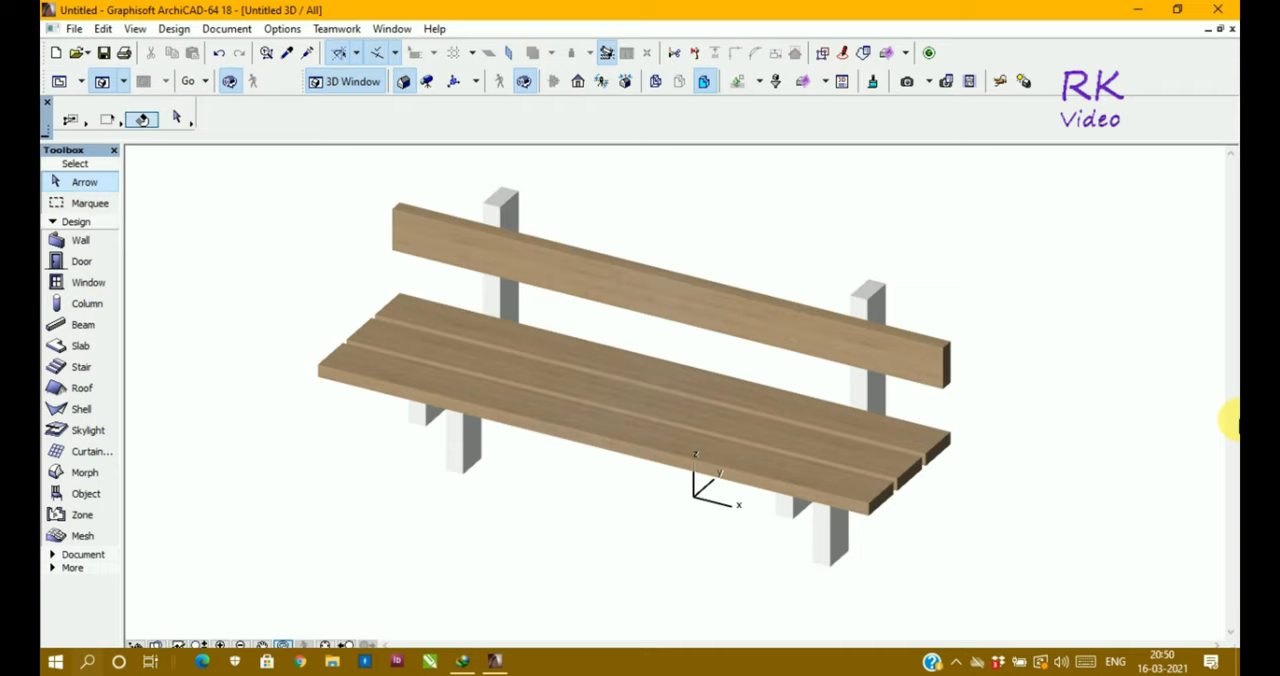 Untitled - Graphisoft ArchiCAD-64 18 - [Untitled 3D / All]
File Edit View Design Document Options Teamwork Window Help
Go
3D Window
RK
Video
Toolbox
Select
Arrow
Marquee
Design
Wall
Door
Window
Column
Beam
Slab
Stair
Roof
Shell
Skylight
Curtain...
Morph
Object
Zone
Mesh
Document
More
z
y
x
ENG
20:50
16-03-2021